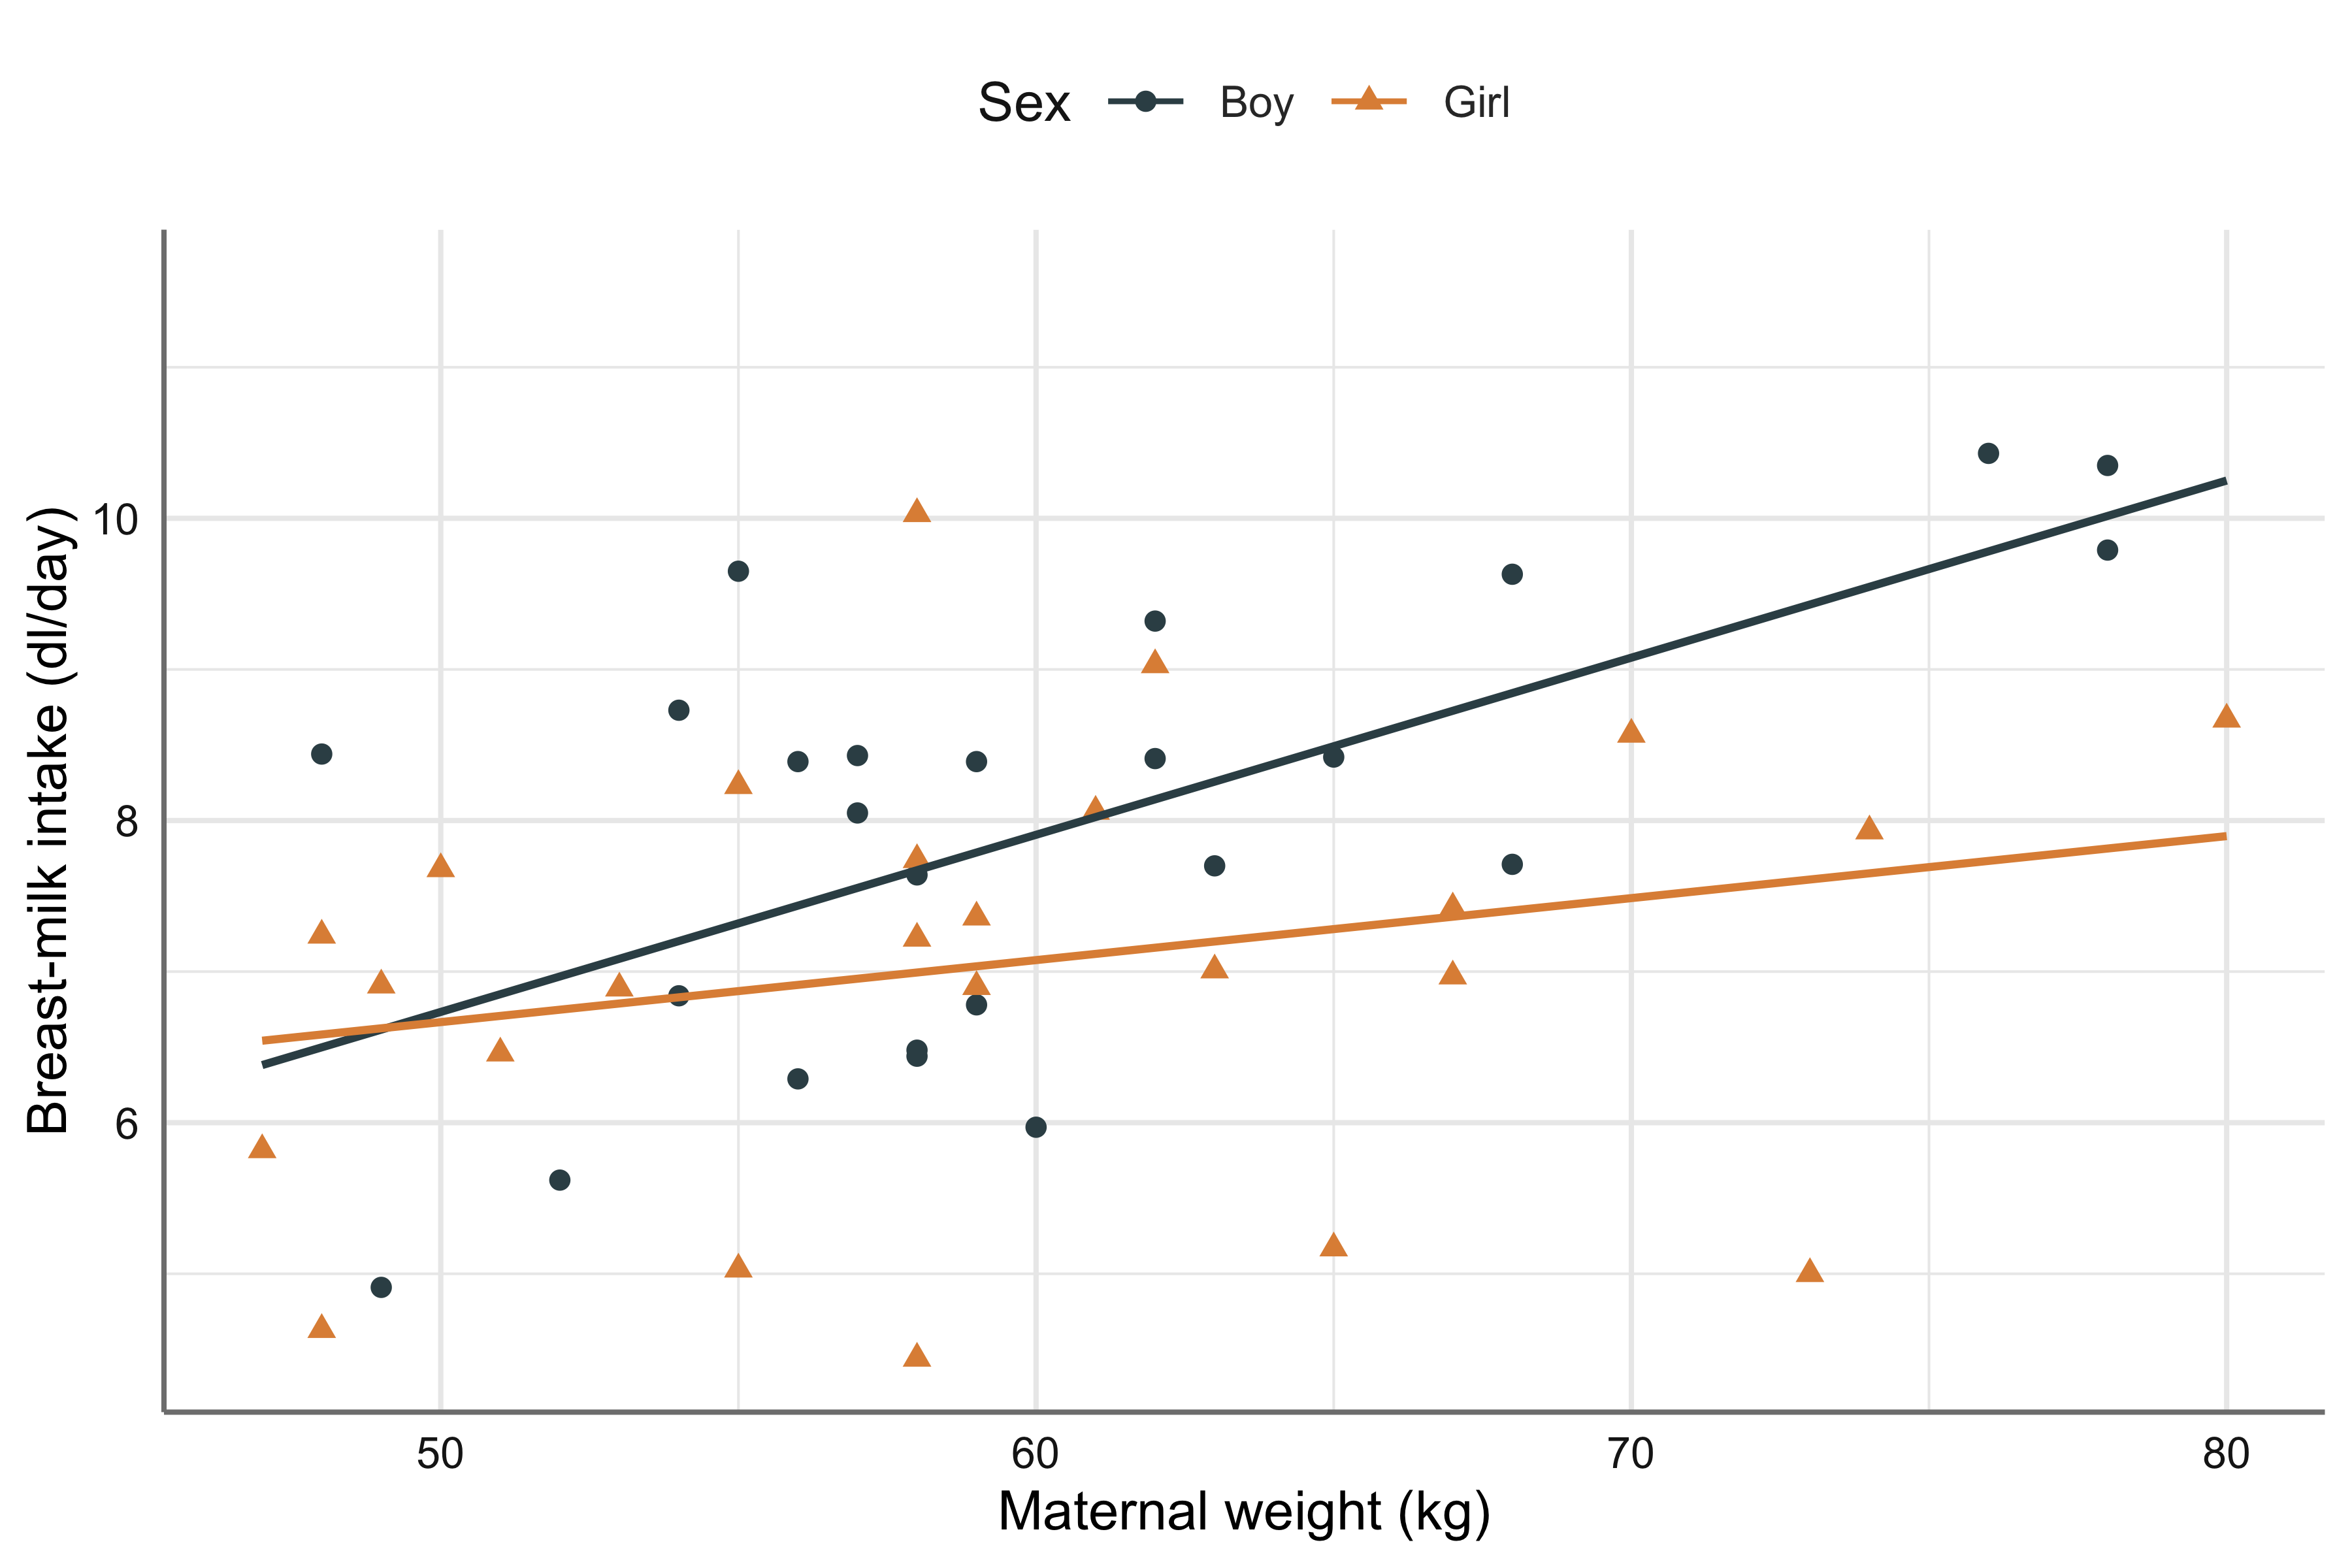 Sex Boy Girl
Breast-milk intake (dl/day)
10
8
6
50 60 70 80
Maternal weight (kg)